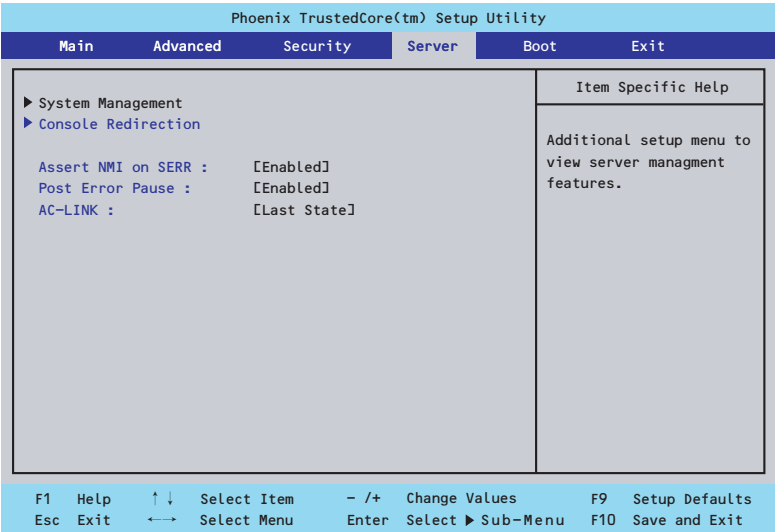 Phoenix TrustedCore(tm) Setup Utility
Main Advanced Security Server Boot Exit
▶ System Management
▶ Console Redirection
Assert NMI on SERR : [Enabled]
Post Error Pause : [Enabled]
AC-LINK : [Last State]
Item Specific Help
Additional setup menu to
view server managment
features.
F1 Help ↑↓ Select Item - /+ Change Values F9 Setup Defaults
Esc Exit ←→ Select Menu Enter Select ▶ Sub-Menu F10 Save and Exit